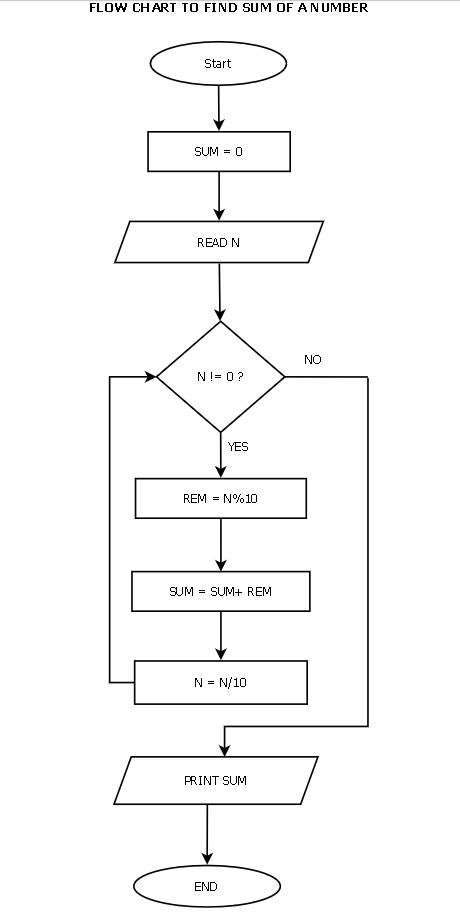 FLOW CHART TO FIND SUM OF A NUMBER
Start
SUM = 0
READ N
N != 0 ?
NO
YES
REM = N%10
SUM = SUM+ REM
N = N/10
PRINT SUM
END